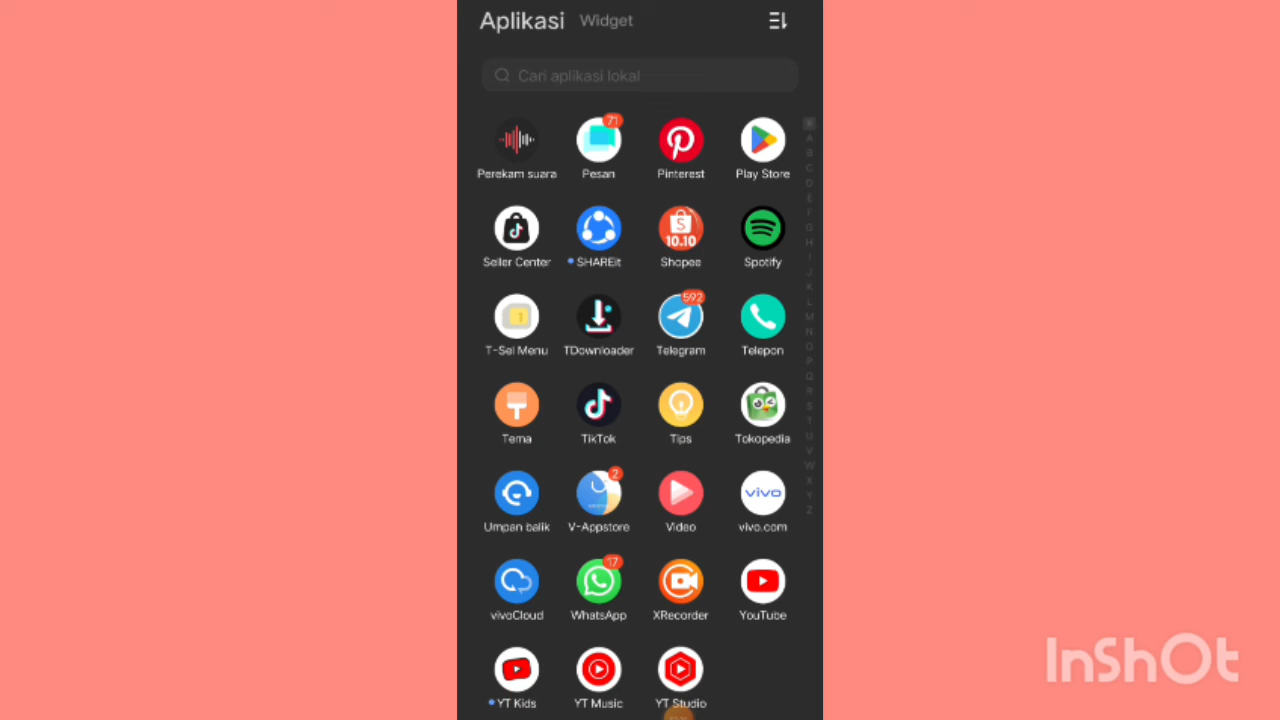 Aplikasi Widget
Cari aplikasi lokal
71
Perekam suara Pesan Pinterest Play Store
10.10
Seller Center SHAREit Shopee Spotify
592
T-Sel Menu TDownloader Telegram Telepon
Tema TikTok Tips Tokopedia
2
vivo
Umpan balik V-Appstore Video vivo.com
17
vivoCloud WhatsApp XRecorder YouTube
YT Kids YT Music YT Studio
A
B
C
D
E
F
G
H
I
J
K
L
M
N
O
P
Q
R
S
T
U
V
W
X
Y
Z
InShOt